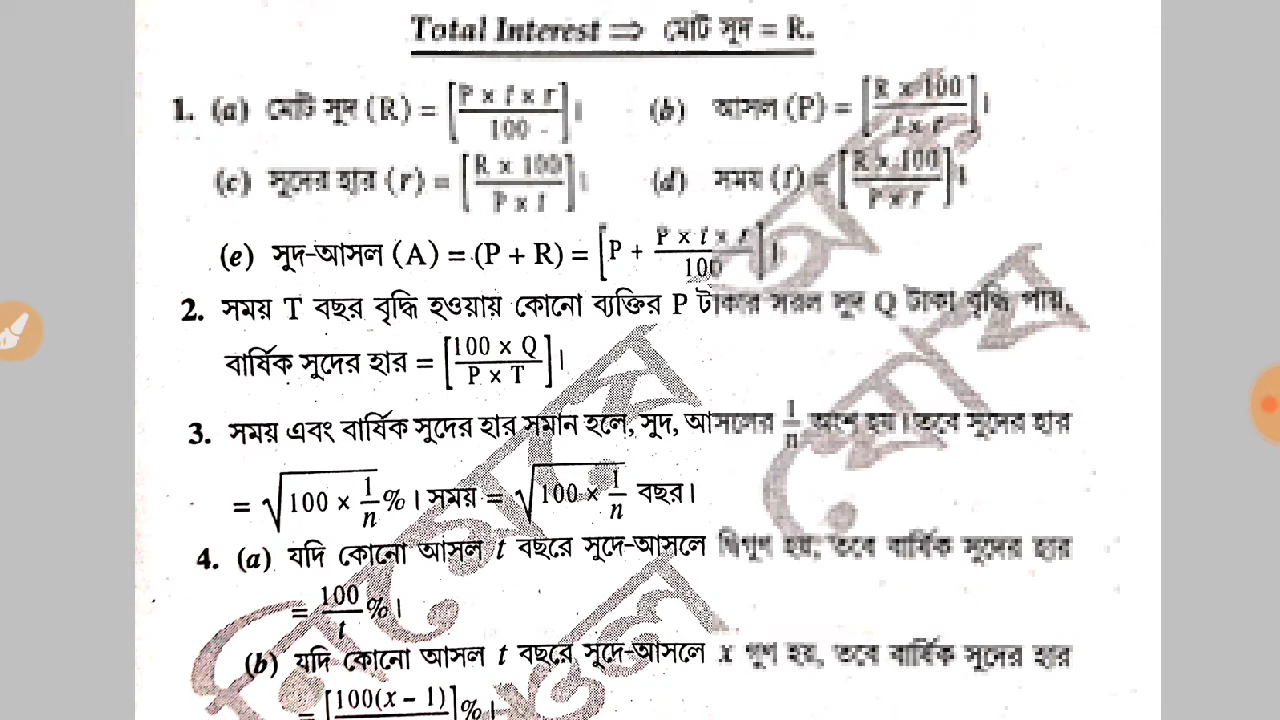 Total Interest ⇒ মোট সুদ = R.
1. (a) মোট সুদ (R) = [P × t × r / 100]। (b) আসল (P) = [R × 100 / t × r]।
(c) সুদের হার (r) = [R × 100 / P × t]। (d) সময় (t) = [R × 100 / P × r]।
(e) সুদ-আসল (A) = (P + R) = [P + P × t × r / 100]।
2. সময় T বছর বৃদ্ধি হওয়ায় কোনো ব্যক্তির P টাকার সরল সুদ Q টাকা বৃদ্ধি পায়,
বার্ষিক সুদের হার = [100 × Q / P × T]।
3. সময় এবং বার্ষিক সুদের হার সমান হলে, সুদ, আসলের 1/n অংশ হয়। তবে সুদের হার
= √(100 × 1/n)%। সময় = √(100 × 1/n) বছর।
4. (a) যদি কোনো আসল t বছরে সুদে-আসলে দ্বিগুণ হয়, তবে বার্ষিক সুদের হার
= 100/t %।
(b) যদি কোনো আসল t বছরে সুদে-আসলে x গুণ হয়, তবে বার্ষিক সুদের হার
= [100(x − 1)]%।